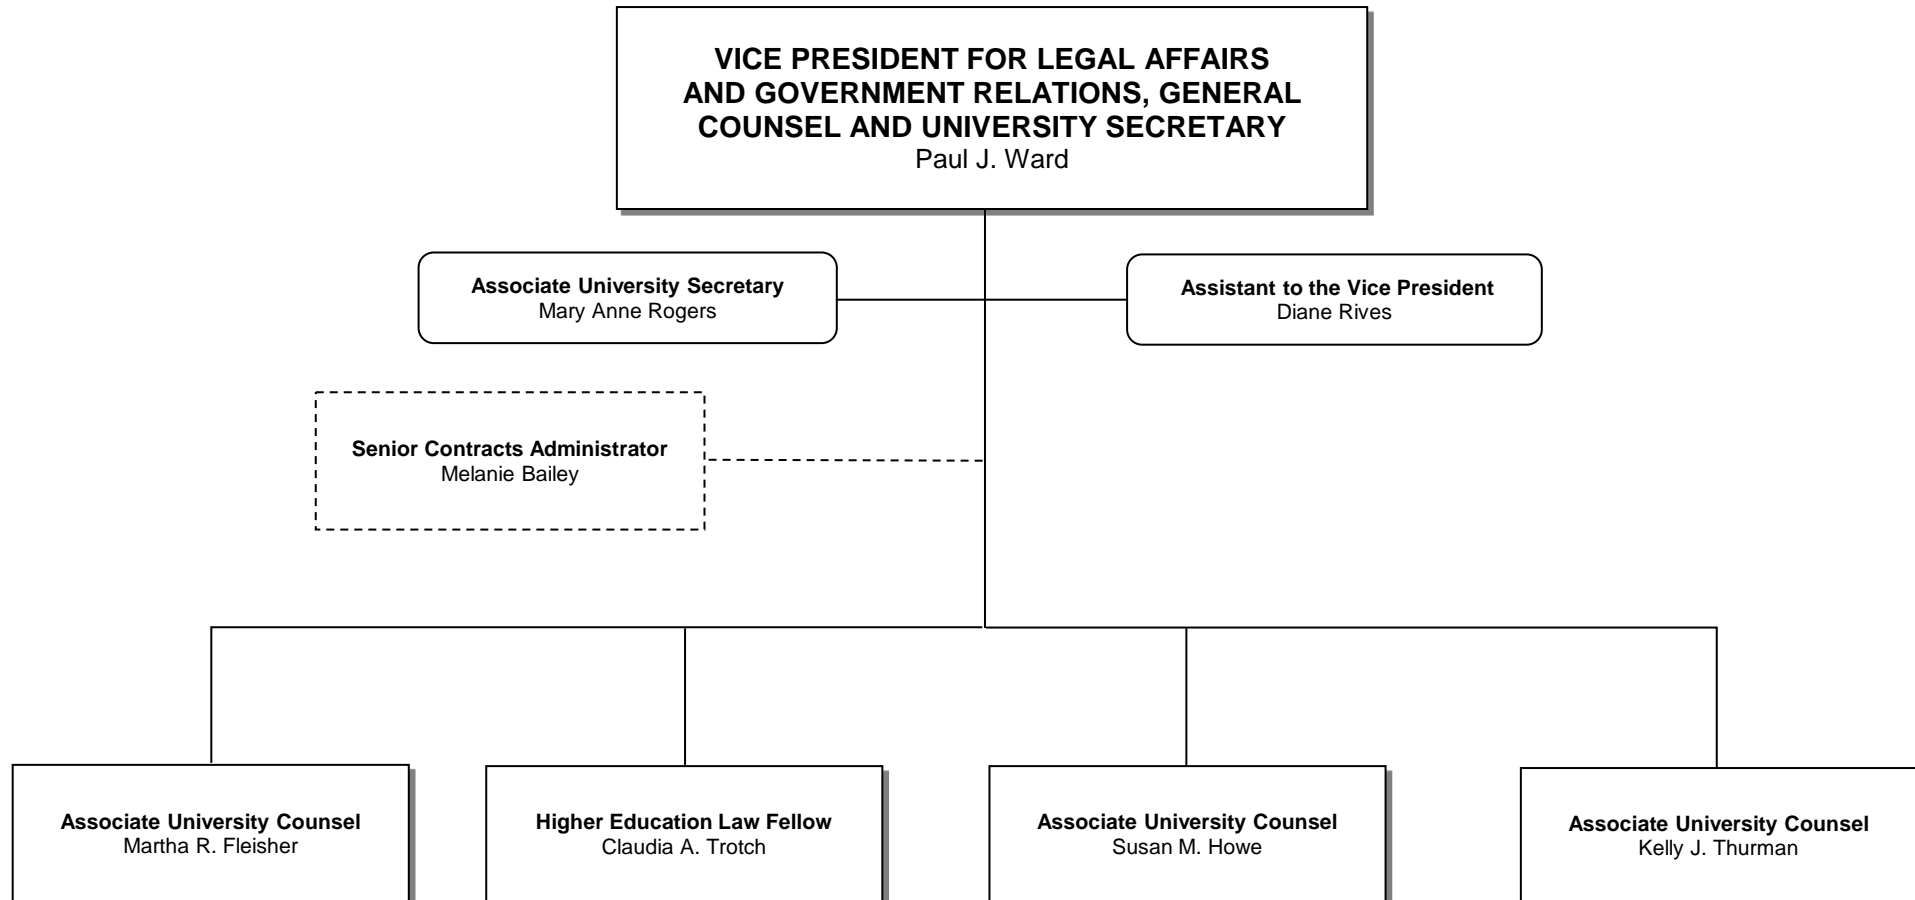 VICE PRESIDENT FOR LEGAL AFFAIRS
AND GOVERNMENT RELATIONS, GENERAL
COUNSEL AND UNIVERSITY SECRETARY
Paul J. Ward
Associate University Secretary
Mary Anne Rogers
Assistant to the Vice President
Diane Rives
Senior Contracts Administrator
Melanie Bailey
Associate University Counsel
Martha R. Fleisher
Higher Education Law Fellow
Claudia A. Trotch
Associate University Counsel
Susan M. Howe
Associate University Counsel
Kelly J. Thurman